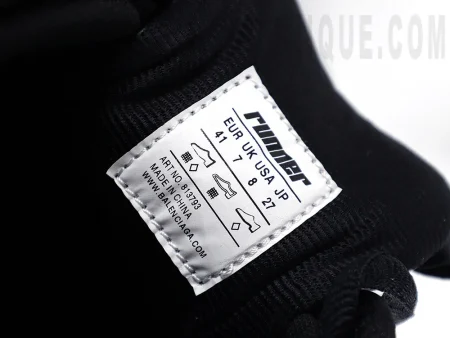 runner
EUR UK USA JP
41 7 8 27
ART NO. 813793
MADE IN CHINA
WWW.BALENCIAGA.COM
QUE.COM